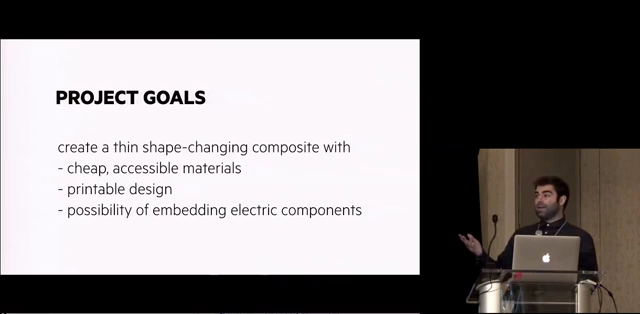 PROJECT GOALS
create a thin shape-changing composite with
- cheap, accessible materials
- printable design
- possibility of embedding electric components